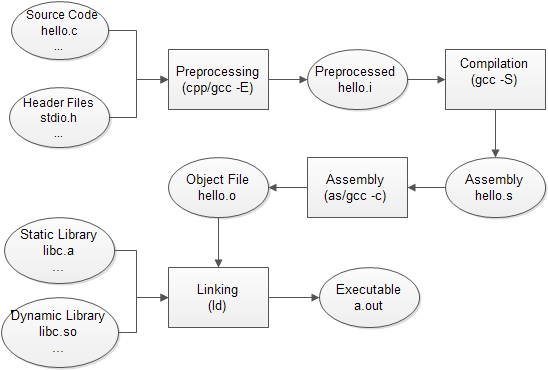 Source Code
hello.c
...
Header Files
stdio.h
...
Preprocessing
(cpp/gcc -E)
Preprocessed
hello.i
Compilation
(gcc -S)
Object File
hello.o
Assembly
(as/gcc -c)
Assembly
hello.s
Static Library
libc.a
...
Dynamic Library
libc.so
...
Linking
(ld)
Executable
a.out